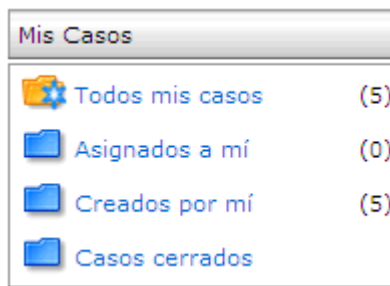 Mis Casos
Todos mis casos (5)
Asignados a mí (0)
Creados por mí (5)
Casos cerrados